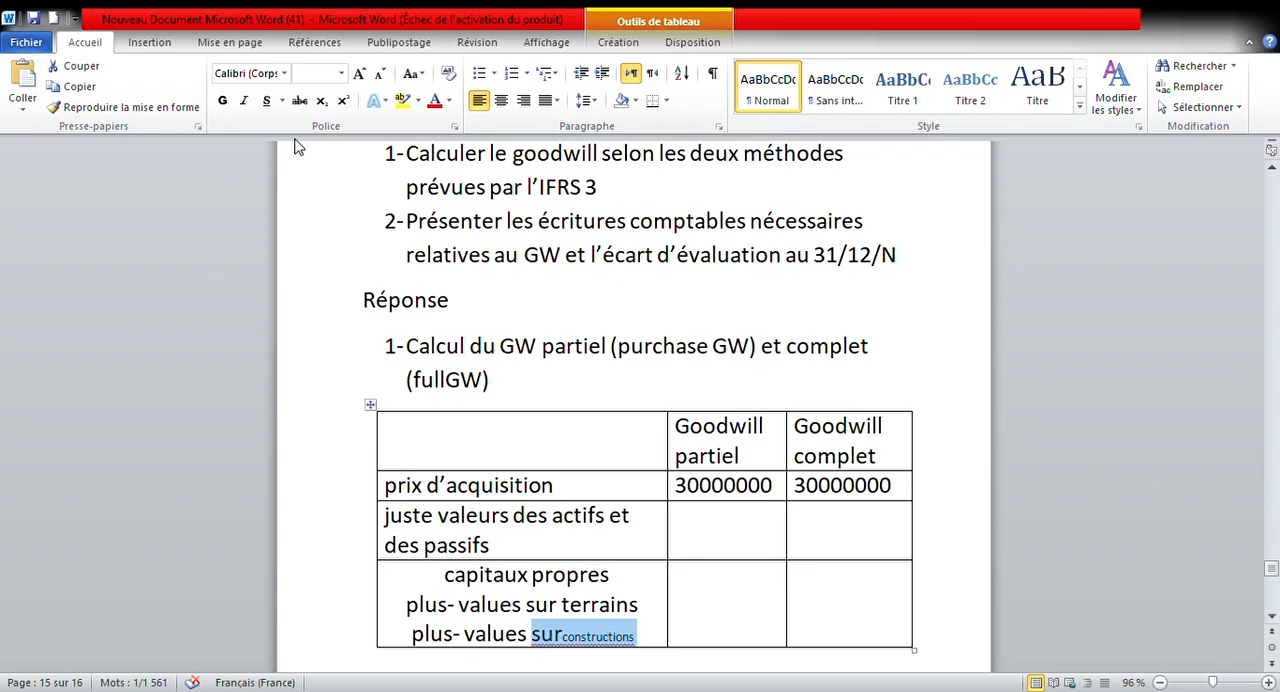 Nouveau Document Microsoft Word (41) - Microsoft Word (Échec de l'activation du produit)
Outils de tableau
Fichier Accueil Insertion Mise en page Références Publipostage Révision Affichage Création Disposition
Coller
Couper
Copier
Reproduire la mise en forme
Presse-papiers
Calibri (Corps
G I S abc x₂ x² A ab A
Police
Paragraphe
AaBbCcDc AaBbCcDc AaBbC AaBbCc AaB
¶ Normal ¶ Sans int... Titre 1 Titre 2 Titre
Modifier les styles
Style
Rechercher
Remplacer
Sélectionner
Modification
1-Calculer le goodwill selon les deux méthodes
prévues par l'IFRS 3
2-Présenter les écritures comptables nécessaires
relatives au GW et l'écart d'évaluation au 31/12/N
Réponse
1-Calcul du GW partiel (purchase GW) et complet
(fullGW)
Goodwill partiel Goodwill complet
prix d'acquisition 30000000 30000000
juste valeurs des actifs et
des passifs
capitaux propres
plus- values sur terrains
plus- values surconstructions
Page : 15 sur 16 Mots : 1/1 561 Français (France) 96 %